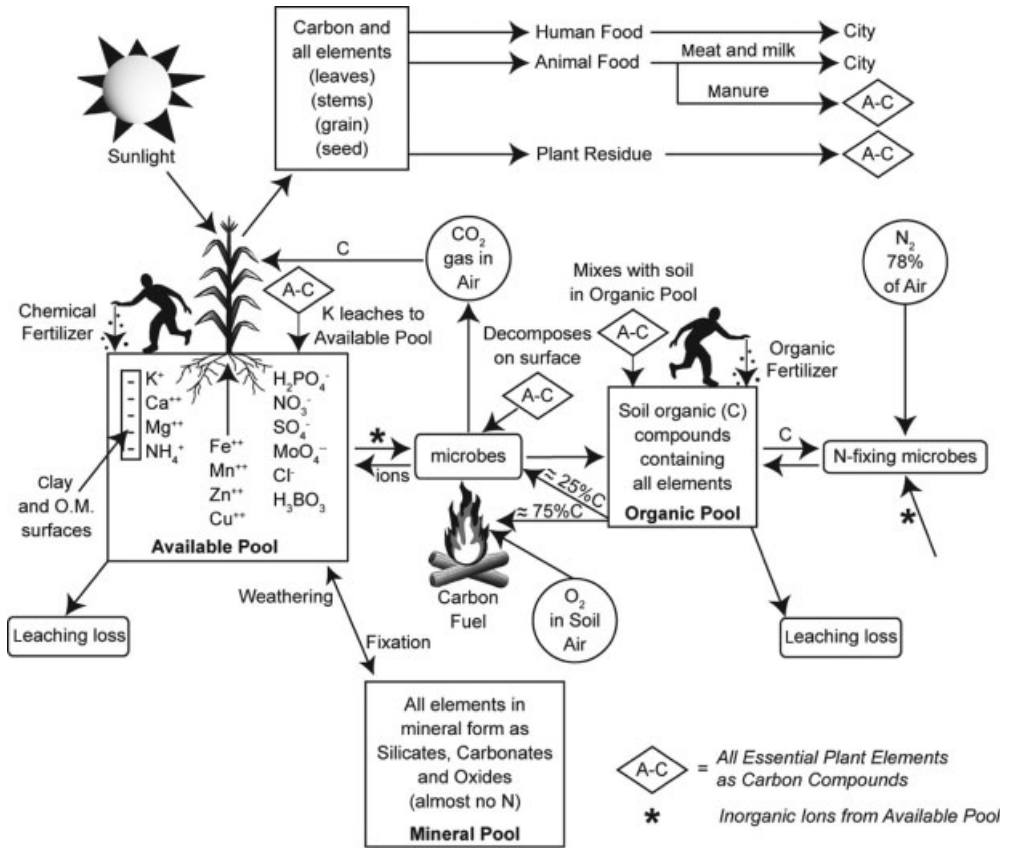 Carbon and
all elements
(leaves)
(stems)
(grain)
(seed)
Human Food
City
Animal Food
Meat and milk
City
Manure
A-C
Plant Residue
A-C
Sunlight
C
CO₂
gas in
Air
N₂
78%
of Air
Chemical
Fertilizer
A-C
K leaches to
Available Pool
Mixes with soil
in Organic Pool
A-C
Decomposes
on surface
A-C
Organic
Fertilizer
K⁺
Ca⁺⁺
Mg⁺⁺
NH₄⁺
Fe⁺⁺
Mn⁺⁺
Zn⁺⁺
Cu⁺⁺
H₂PO₄⁻
NO₃⁻
SO₄⁻
MoO₄⁻⁻
Cl⁻
H₃BO₃
Available Pool
Clay
and O.M.
surfaces
*
ions
microbes
≈ 25%C
≈ 75%C
Soil organic (C)
compounds
containing
all elements
Organic Pool
C
N-fixing microbes
*
Carbon
Fuel
O₂
in Soil
Air
Leaching loss
Leaching loss
Weathering
Fixation
All elements in
mineral form as
Silicates, Carbonates
and Oxides
(almost no N)
Mineral Pool
A-C = All Essential Plant Elements
as Carbon Compounds
* Inorganic Ions from Available Pool